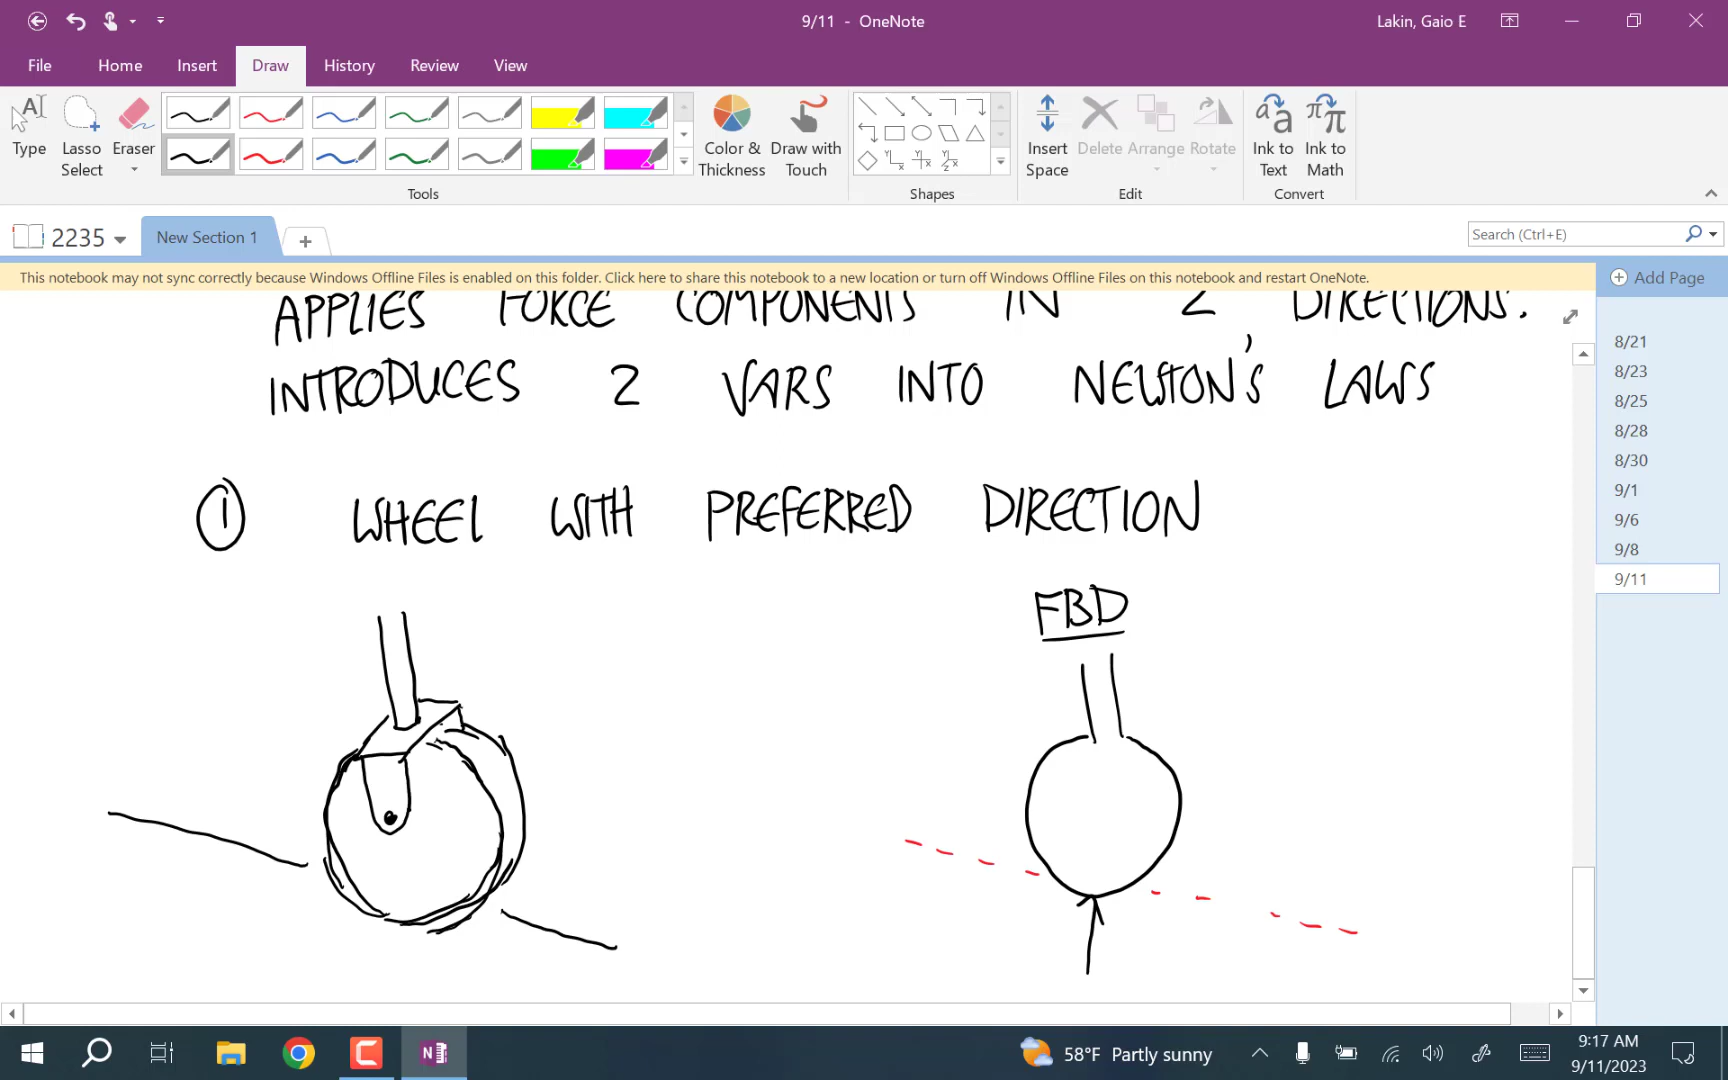 9/11 - OneNote
Lakin, Gaio E
File Home Insert Draw History Review View
Type
Lasso Select
Eraser
Color & Thickness
Draw with Touch
Insert Space
Delete
Arrange
Rotate
Ink to Text
Ink to Math
Tools
Shapes
Edit
Convert
2235
New Section 1
Search (Ctrl+E)
This notebook may not sync correctly because Windows Offline Files is enabled on this folder. Click here to share this notebook to a new location or turn off Windows Offline Files on this notebook and restart OneNote.
Add Page
8/21
8/23
8/25
8/28
8/30
9/1
9/6
9/8
9/11
APPLIES FORCE COMPONENTS IN 2 DIRECTIONS.
INTRODUCES 2 VARS INTO NEWTON'S LAWS
① WHEEL WITH PREFERRED DIRECTION
FBD
58°F Partly sunny
9:17 AM
9/11/2023